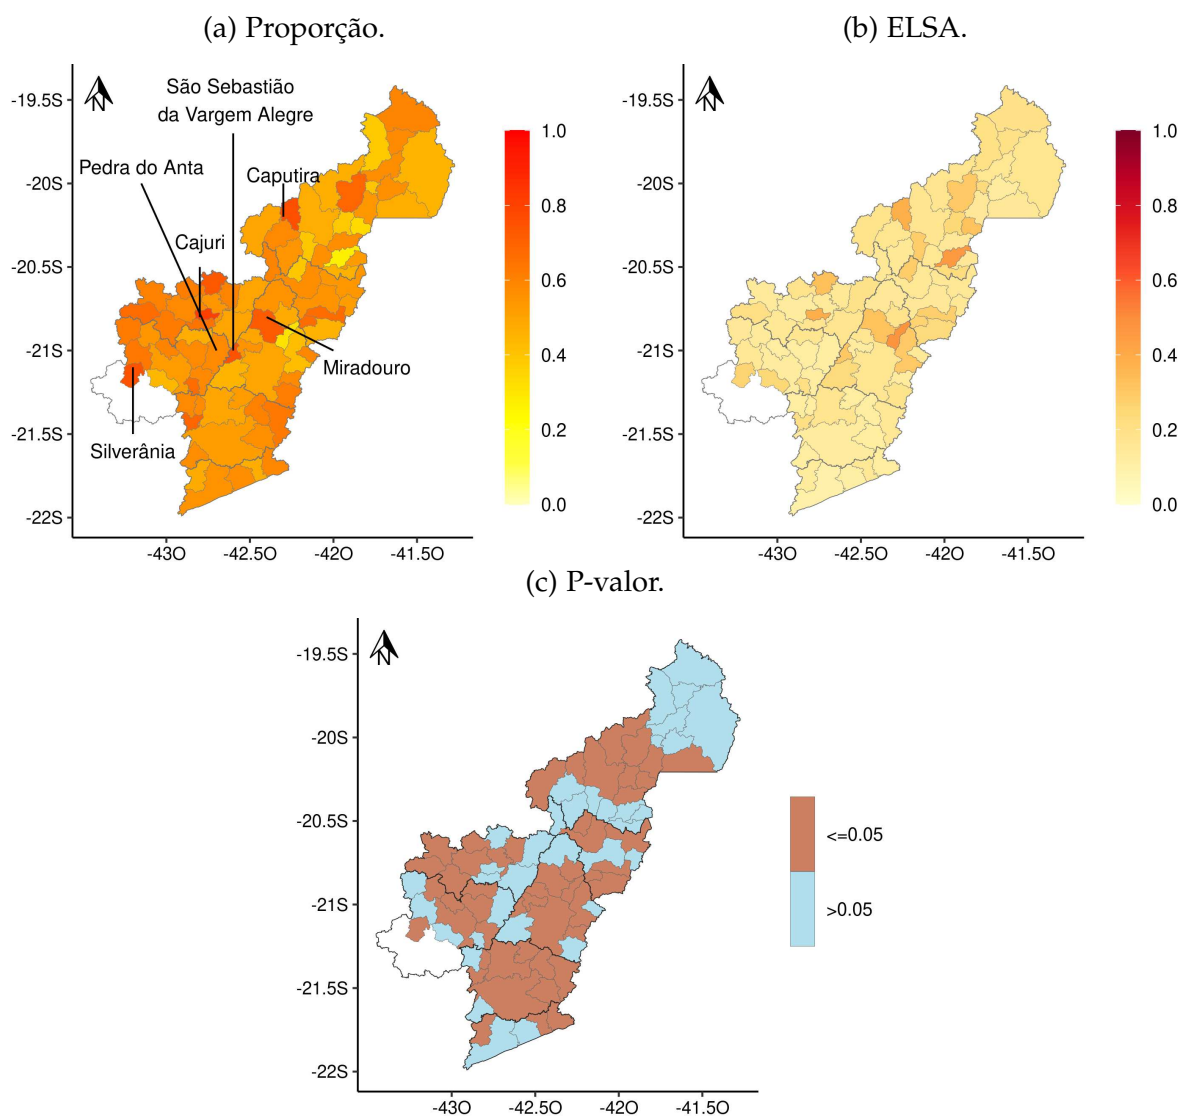 (a) Proporção.
(b) ELSA.
N
São Sebastião
da Vargem Alegre
Pedra do Anta
Caputira
Cajuri
Miradouro
Silverânia
-19.5S
-20S
-20.5S
-21S
-21.5S
-22S
-43O
-42.5O
-42O
-41.5O
1.0
0.8
0.6
0.4
0.2
0.0
N
-19.5S
-20S
-20.5S
-21S
-21.5S
-22S
-43O
-42.5O
-42O
-41.5O
1.0
0.8
0.6
0.4
0.2
0.0
(c) P-valor.
N
-19.5S
-20S
-20.5S
-21S
-21.5S
-22S
-43O
-42.5O
-42O
-41.5O
<=0.05
>0.05